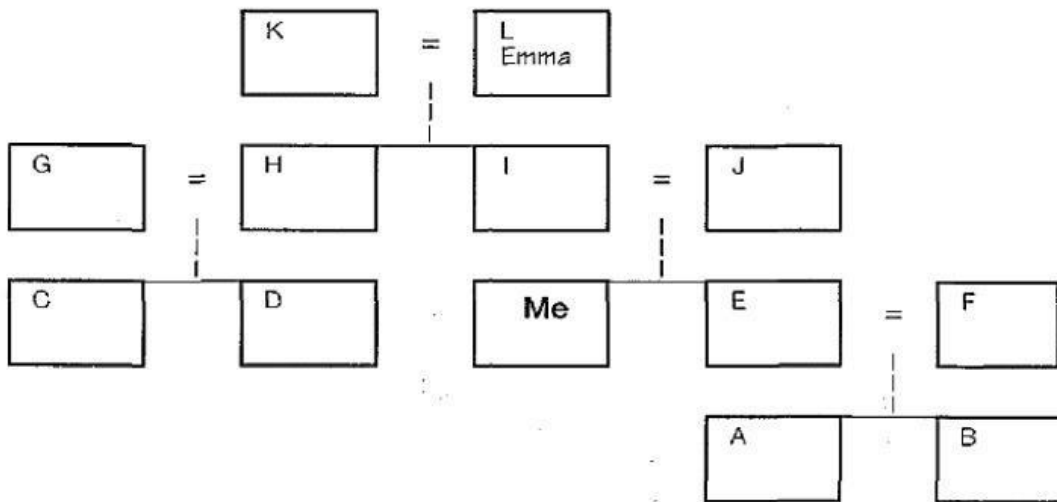 K
L
Emma
=
G
H
I
J
=
=
C
D
Me
E
F
=
A
B